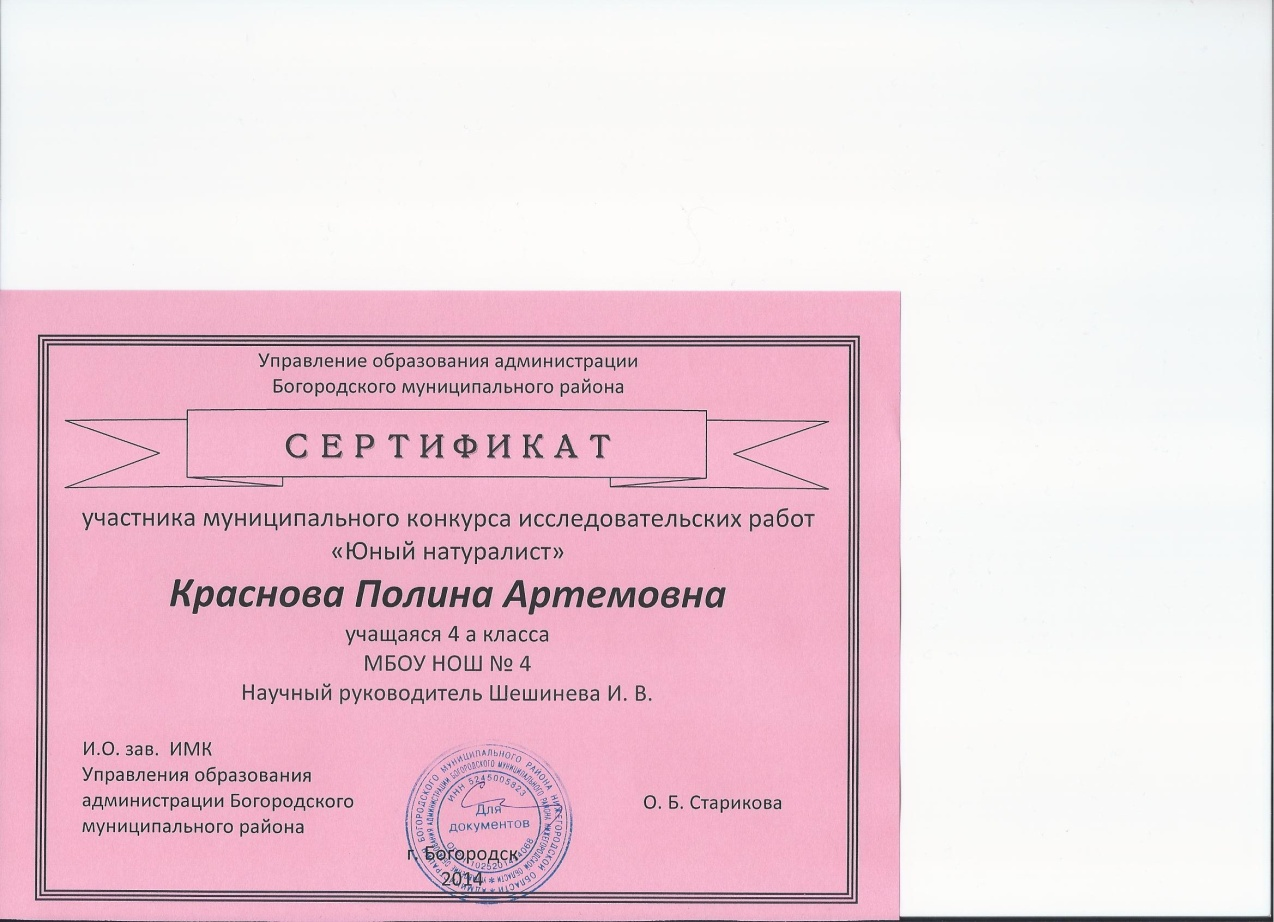 Управление образования администрации
Богородского муниципального района
СЕРТИФИКАТ
участника муниципального конкурса исследовательских работ
«Юный натуралист»
Краснова Полина Артемовна
учащаяся 4 а класса
МБОУ НОШ № 4
Научный руководитель Шешинева И. В.
И.О. зав. ИМК
Управления образования
администрации Богородского
муниципального района
ИНН 5245005823
Для
документов
О. Б. Старикова
г. Богородск
2014